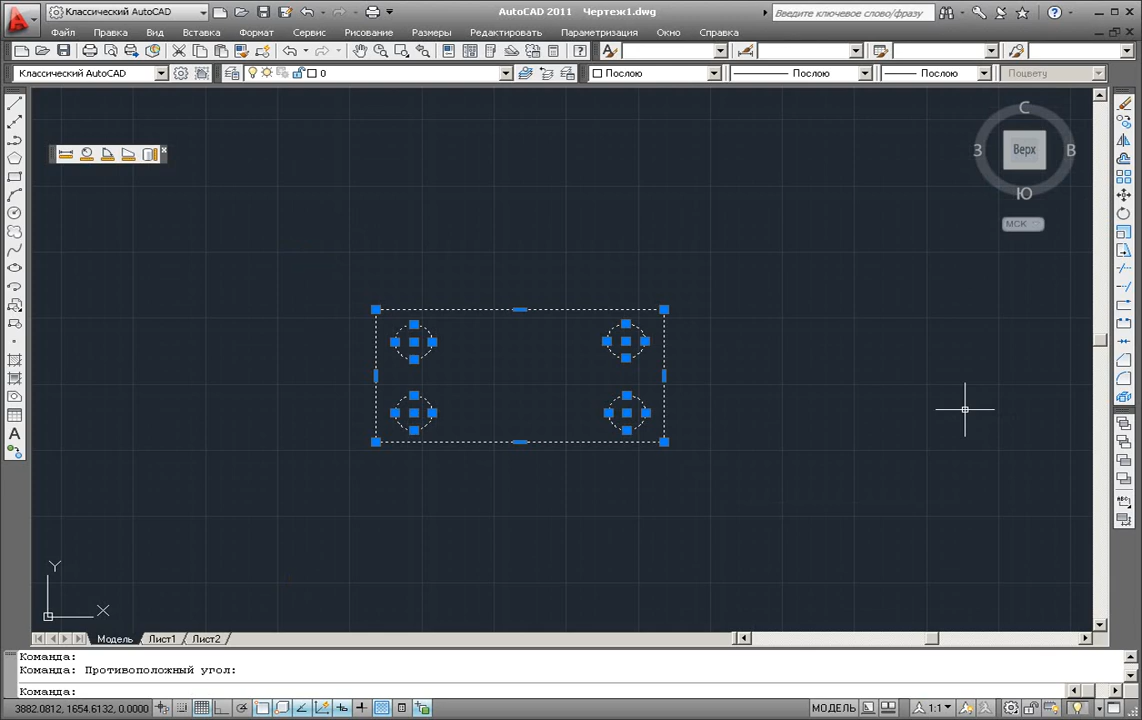 Классический AutoCAD
AutoCAD 2011 Чертеж1.dwg
Введите ключевое слово/фразу
Файл Правка Вид Вставка Формат Сервис Рисование Размеры Редактировать Параметризация Окно Справка
Классический AutoCAD 0 Послою Послою Послою Поцвету
С
З Верх В
Ю
МСК
Y
X
Модель Лист1 Лист2
Команда:
Команда: Противоположный угол:
Команда:
3882.0812, 1654.6132, 0.0000 МОДЕЛЬ 1:1